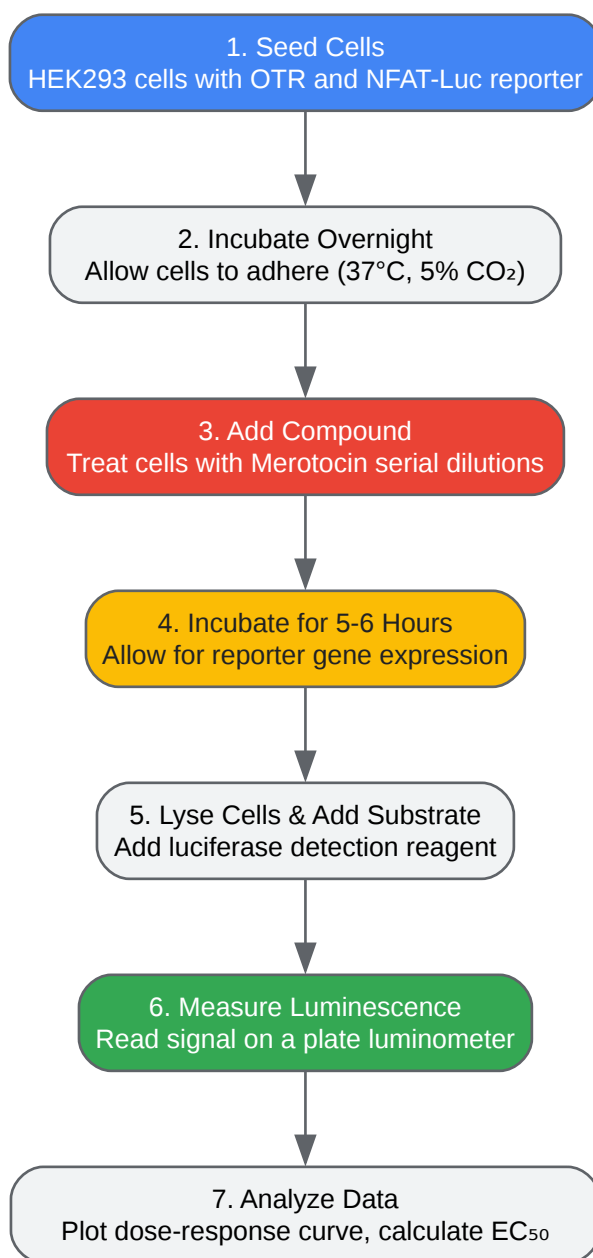 1. Seed Cells
HEK293 cells with OTR and NFAT-Luc reporter
2. Incubate Overnight
Allow cells to adhere (37°C, 5% CO₂)
3. Add Compound
Treat cells with Merotocin serial dilutions
4. Incubate for 5-6 Hours
Allow for reporter gene expression
5. Lyse Cells & Add Substrate
Add luciferase detection reagent
6. Measure Luminescence
Read signal on a plate luminometer
7. Analyze Data
Plot dose-response curve, calculate EC₅₀